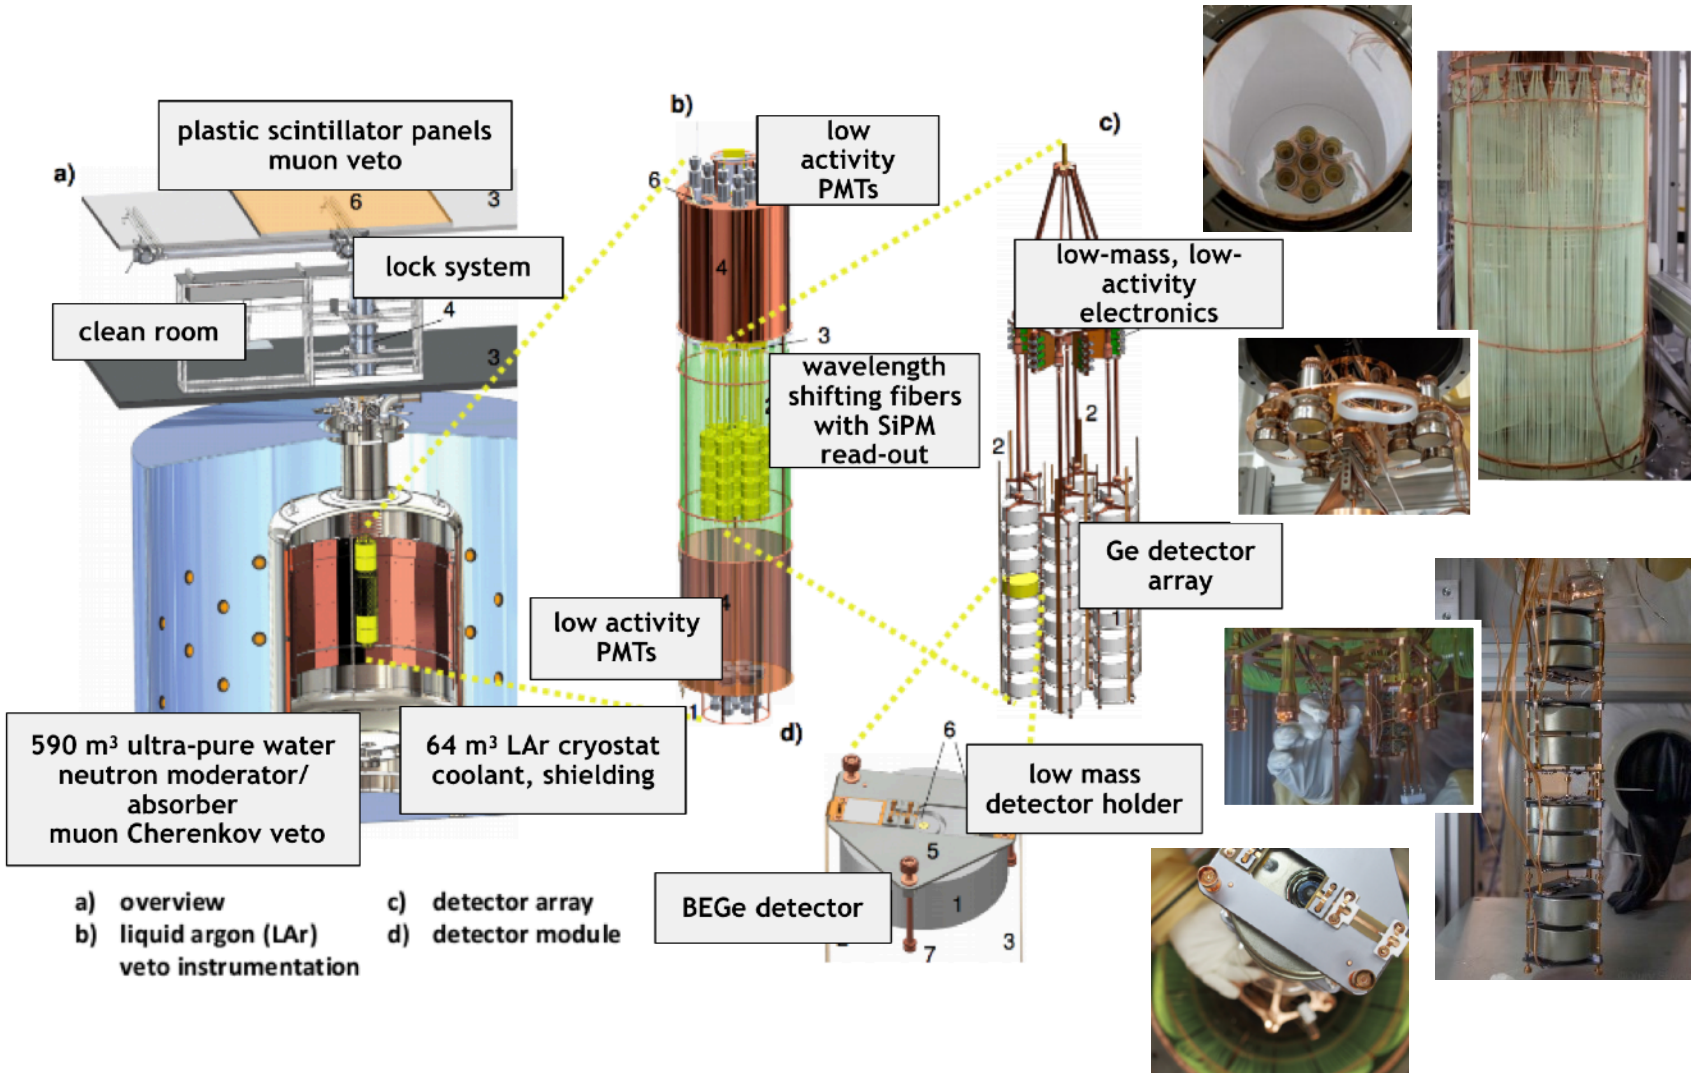 plastic scintillator panels
muon veto
a)
6
3
lock system
clean room
4
3
590 m³ ultra-pure water
neutron moderator/
absorber
muon Cherenkov veto
64 m³ LAr cryostat
coolant, shielding
b)
low
activity
PMTs
6
4
3
wavelength
shifting fibers
with SiPM
read-out
4
low activity
PMTs
1
c)
low-mass, low-
activity
electronics
2
2
Ge detector
array
1
d)
6
low mass
detector holder
5
BEGe detector
1
7
3
a) overview
b) liquid argon (LAr)
veto instrumentation
c) detector array
d) detector module